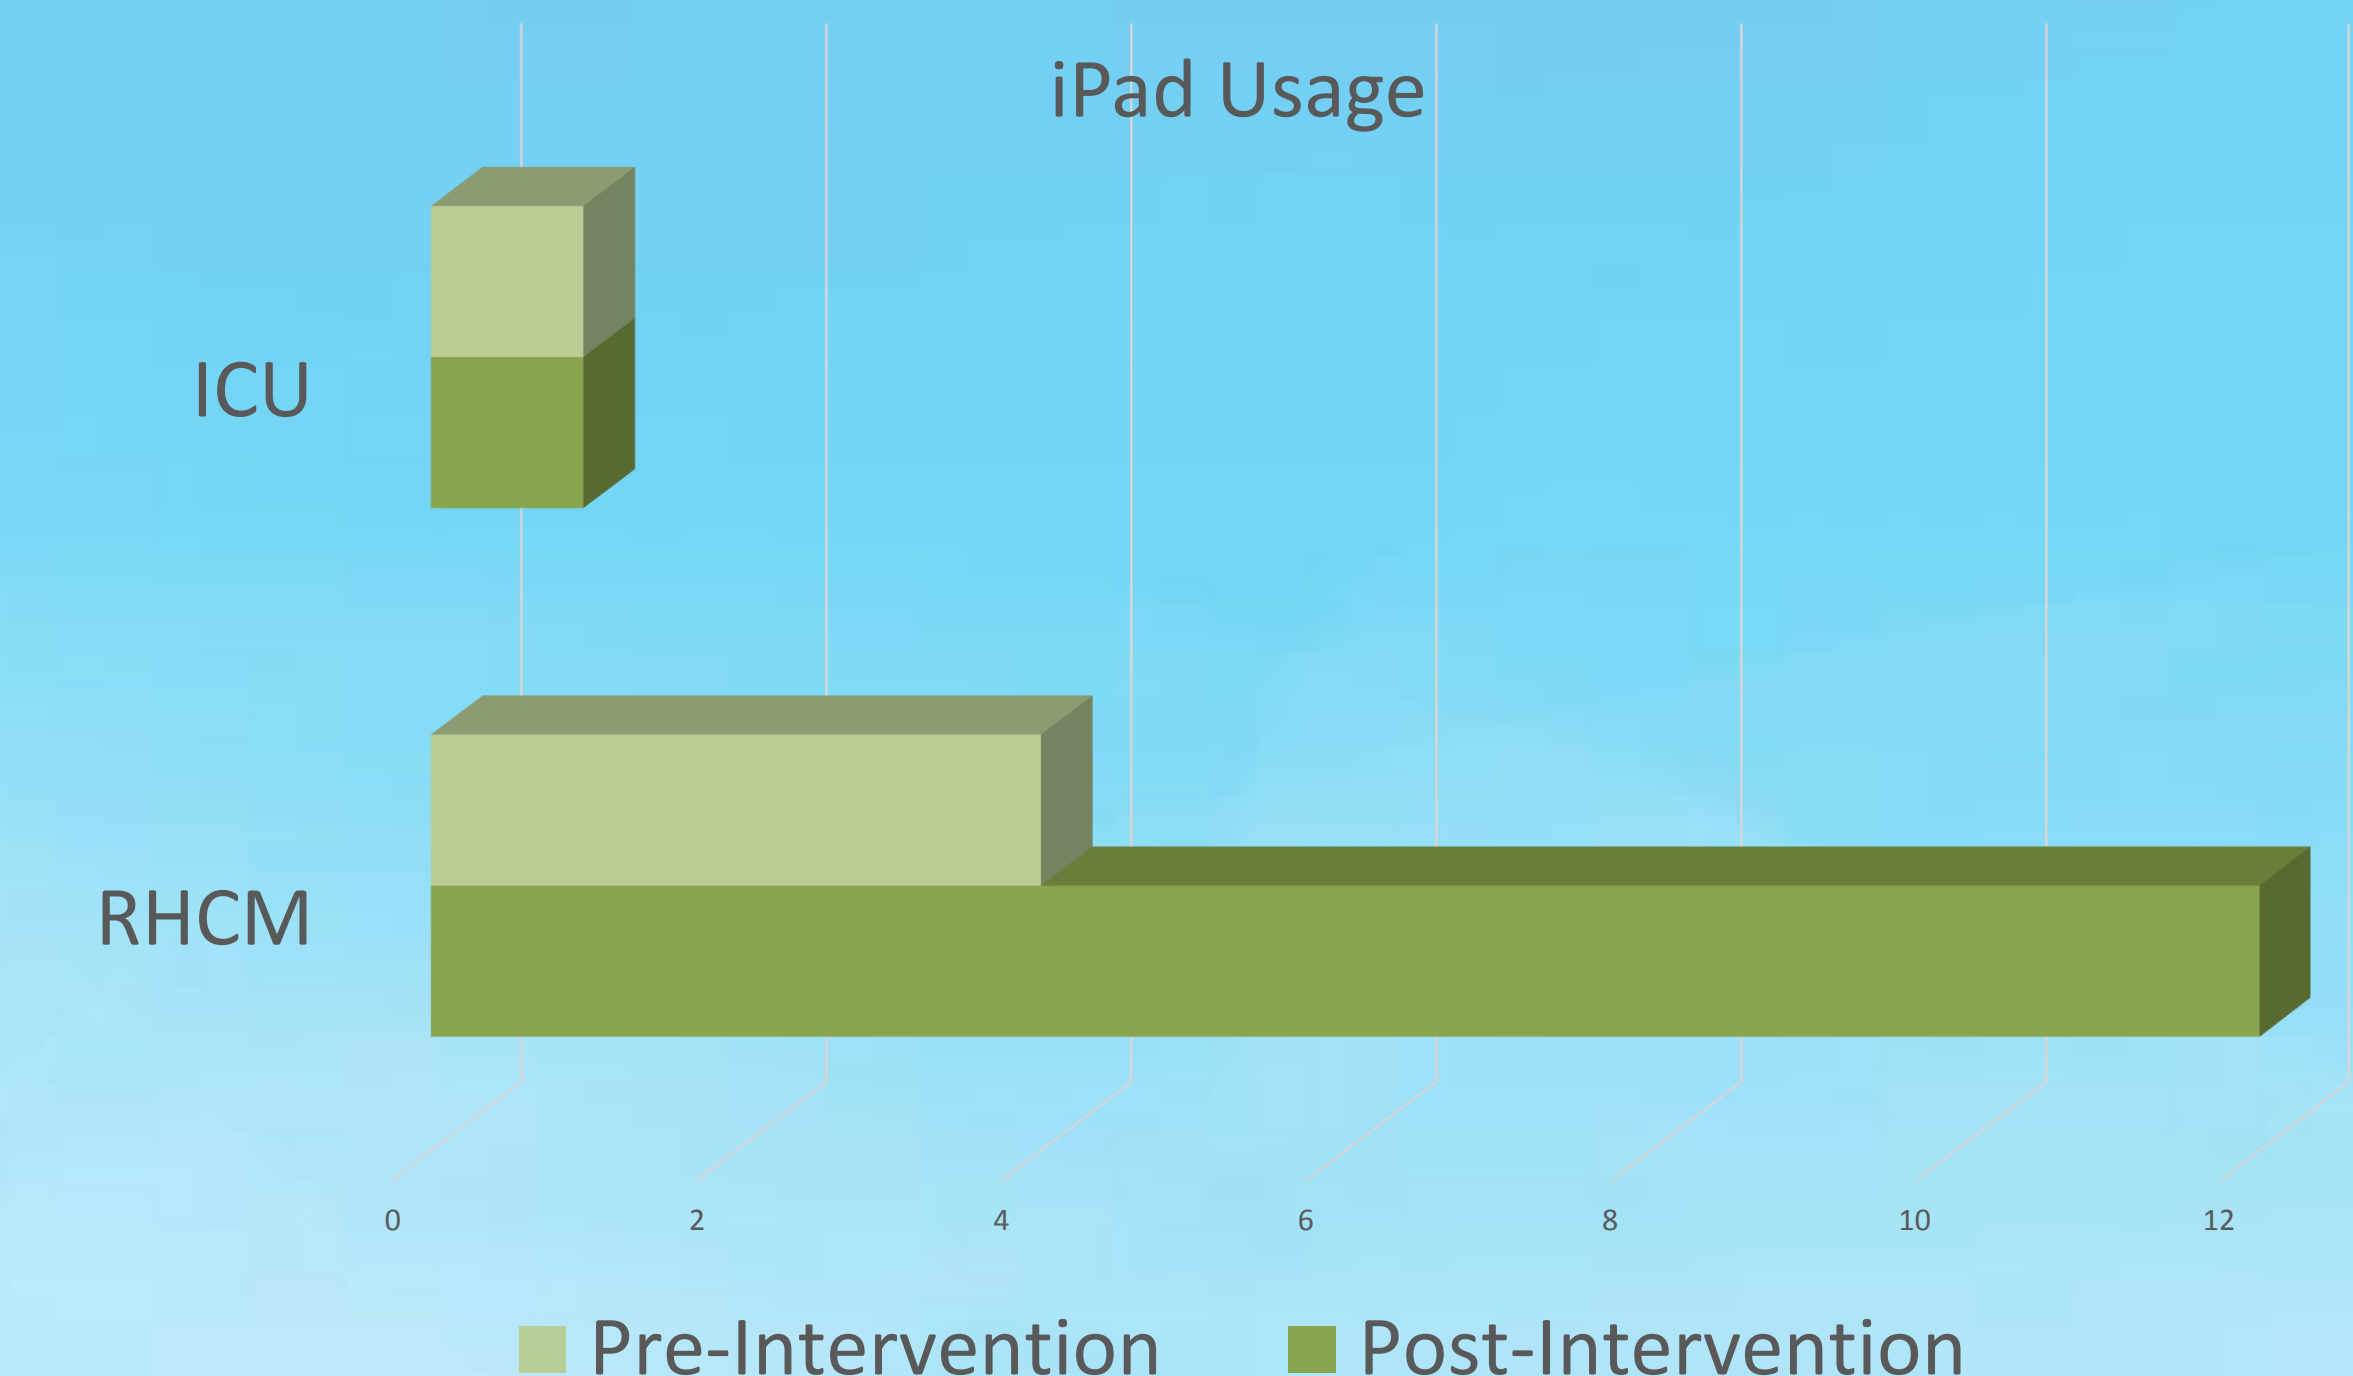 iPad Usage
ICU
RHCM
0 2 4 6 8 10 12
Pre-Intervention Post-Intervention